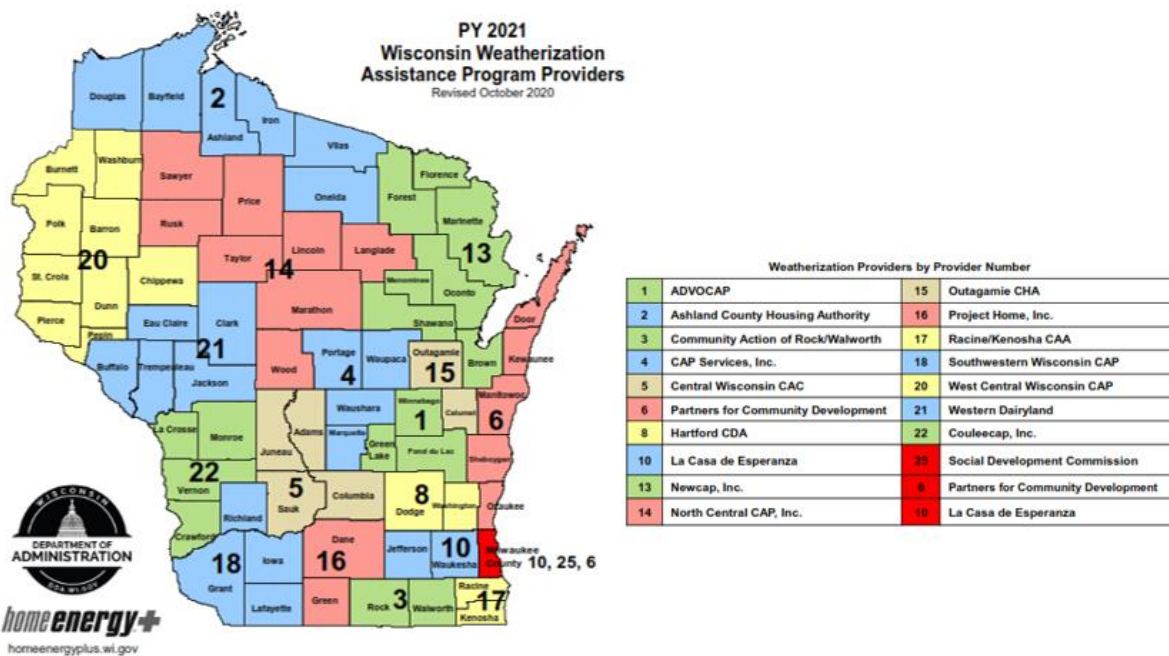 PY 2021
Wisconsin Weatherization
Assistance Program Providers
Revised October 2020
Douglas
Bayfield
2
Ashland
Iron
Vilas
Burnett
Washburn
Sawyer
Price
Oneida
Forest
Florence
Marinette
Polk
Barron
Rusk
Taylor
14
Lincoln
Langlade
13
20
St. Croix
Dunn
Chippewa
Marathon
Menominee
Oconto
Shawano
Door
Pierce
Pepin
Eau Claire
Clark
21
Buffalo
Trempealeau
Jackson
Wood
Portage
4
Waupaca
Outagamie
15
Brown
Kewaunee
La Crosse
Monroe
Juneau
Adams
Waushara
Marquette
Green
Lake
Winnebago
1
Calumet
Manitowoc
6
Fond du Lac
Sheboygan
22
Vernon
Crawford
Richland
5
Sauk
Columbia
8
Dodge
Washington
Ozaukee
18
Grant
Iowa
Lafayette
Dane
16
Green
Jefferson
10
Waukesha
Milwaukee
County 10, 25, 6
Rock
3
Walworth
Racine
17
Kenosha
Weatherization Providers by Provider Number
1 ADVOCAP 15 Outagamie CHA
2 Ashland County Housing Authority 16 Project Home, Inc.
3 Community Action of Rock/Walworth 17 Racine/Kenosha CAA
4 CAP Services, Inc. 18 Southwestern Wisconsin CAP
5 Central Wisconsin CAC 20 West Central Wisconsin CAP
6 Partners for Community Development 21 Western Dairyland
8 Hartford CDA 22 Couleecap, Inc.
10 La Casa de Esperanza 25 Social Development Commission
13 Newcap, Inc. 6 Partners for Community Development
14 North Central CAP, Inc. 10 La Casa de Esperanza
WISCONSIN
DEPARTMENT OF
ADMINISTRATION
DOA.WI.GOV
home energy+
homeenergyplus.wi.gov